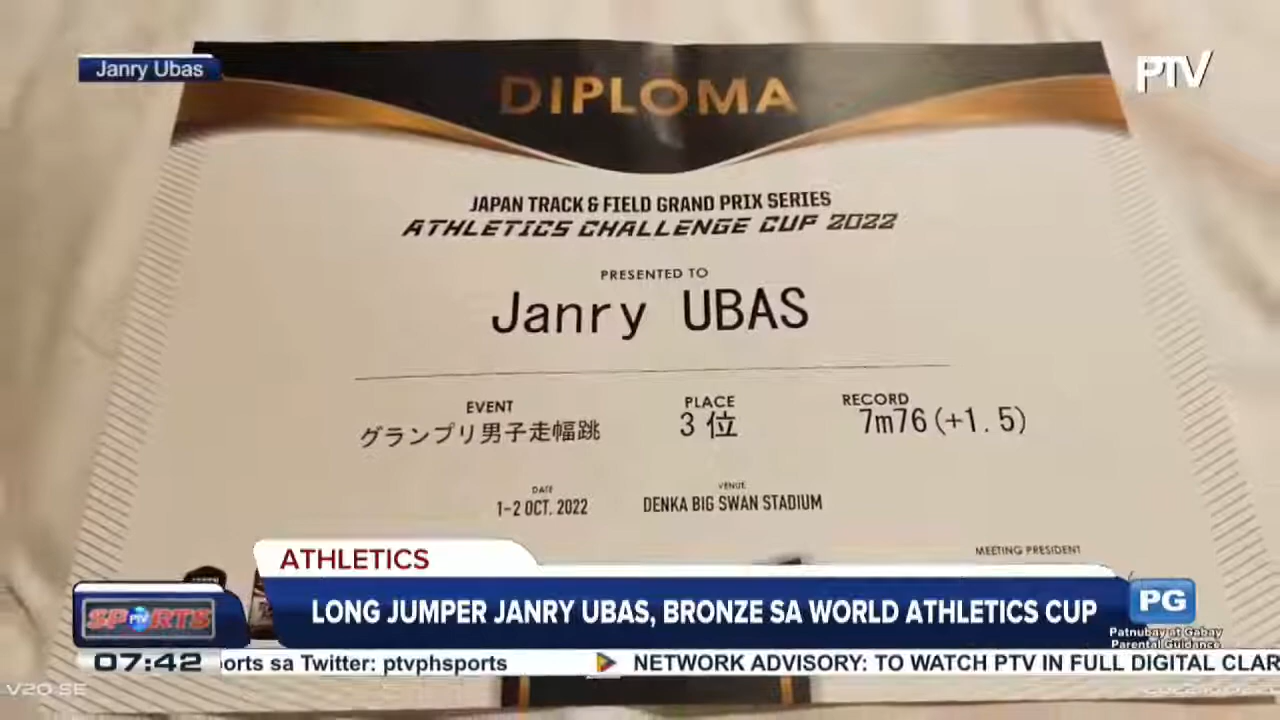 Janry Ubas
PTV
DIPLOMA
JAPAN TRACK & FIELD GRAND PRIX SERIES
ATHLETICS CHALLENGE CUP 2022
PRESENTED TO
Janry UBAS
EVENT
グランプリ男子走幅跳
PLACE
3位
RECORD
7m76(+1.5)
DATE
1-2 OCT. 2022
VENUE
DENKA BIG SWAN STADIUM
MEETING PRESIDENT
ATHLETICS
SPORTS
PTV
LONG JUMPER JANRY UBAS, BRONZE SA WORLD ATHLETICS CUP
PG
Patnubay at Gabay
Parental Guidance
07:42
orts sa Twitter: ptvphsports
NETWORK ADVISORY: TO WATCH PTV IN FULL DIGITAL CLAR
V20 SE